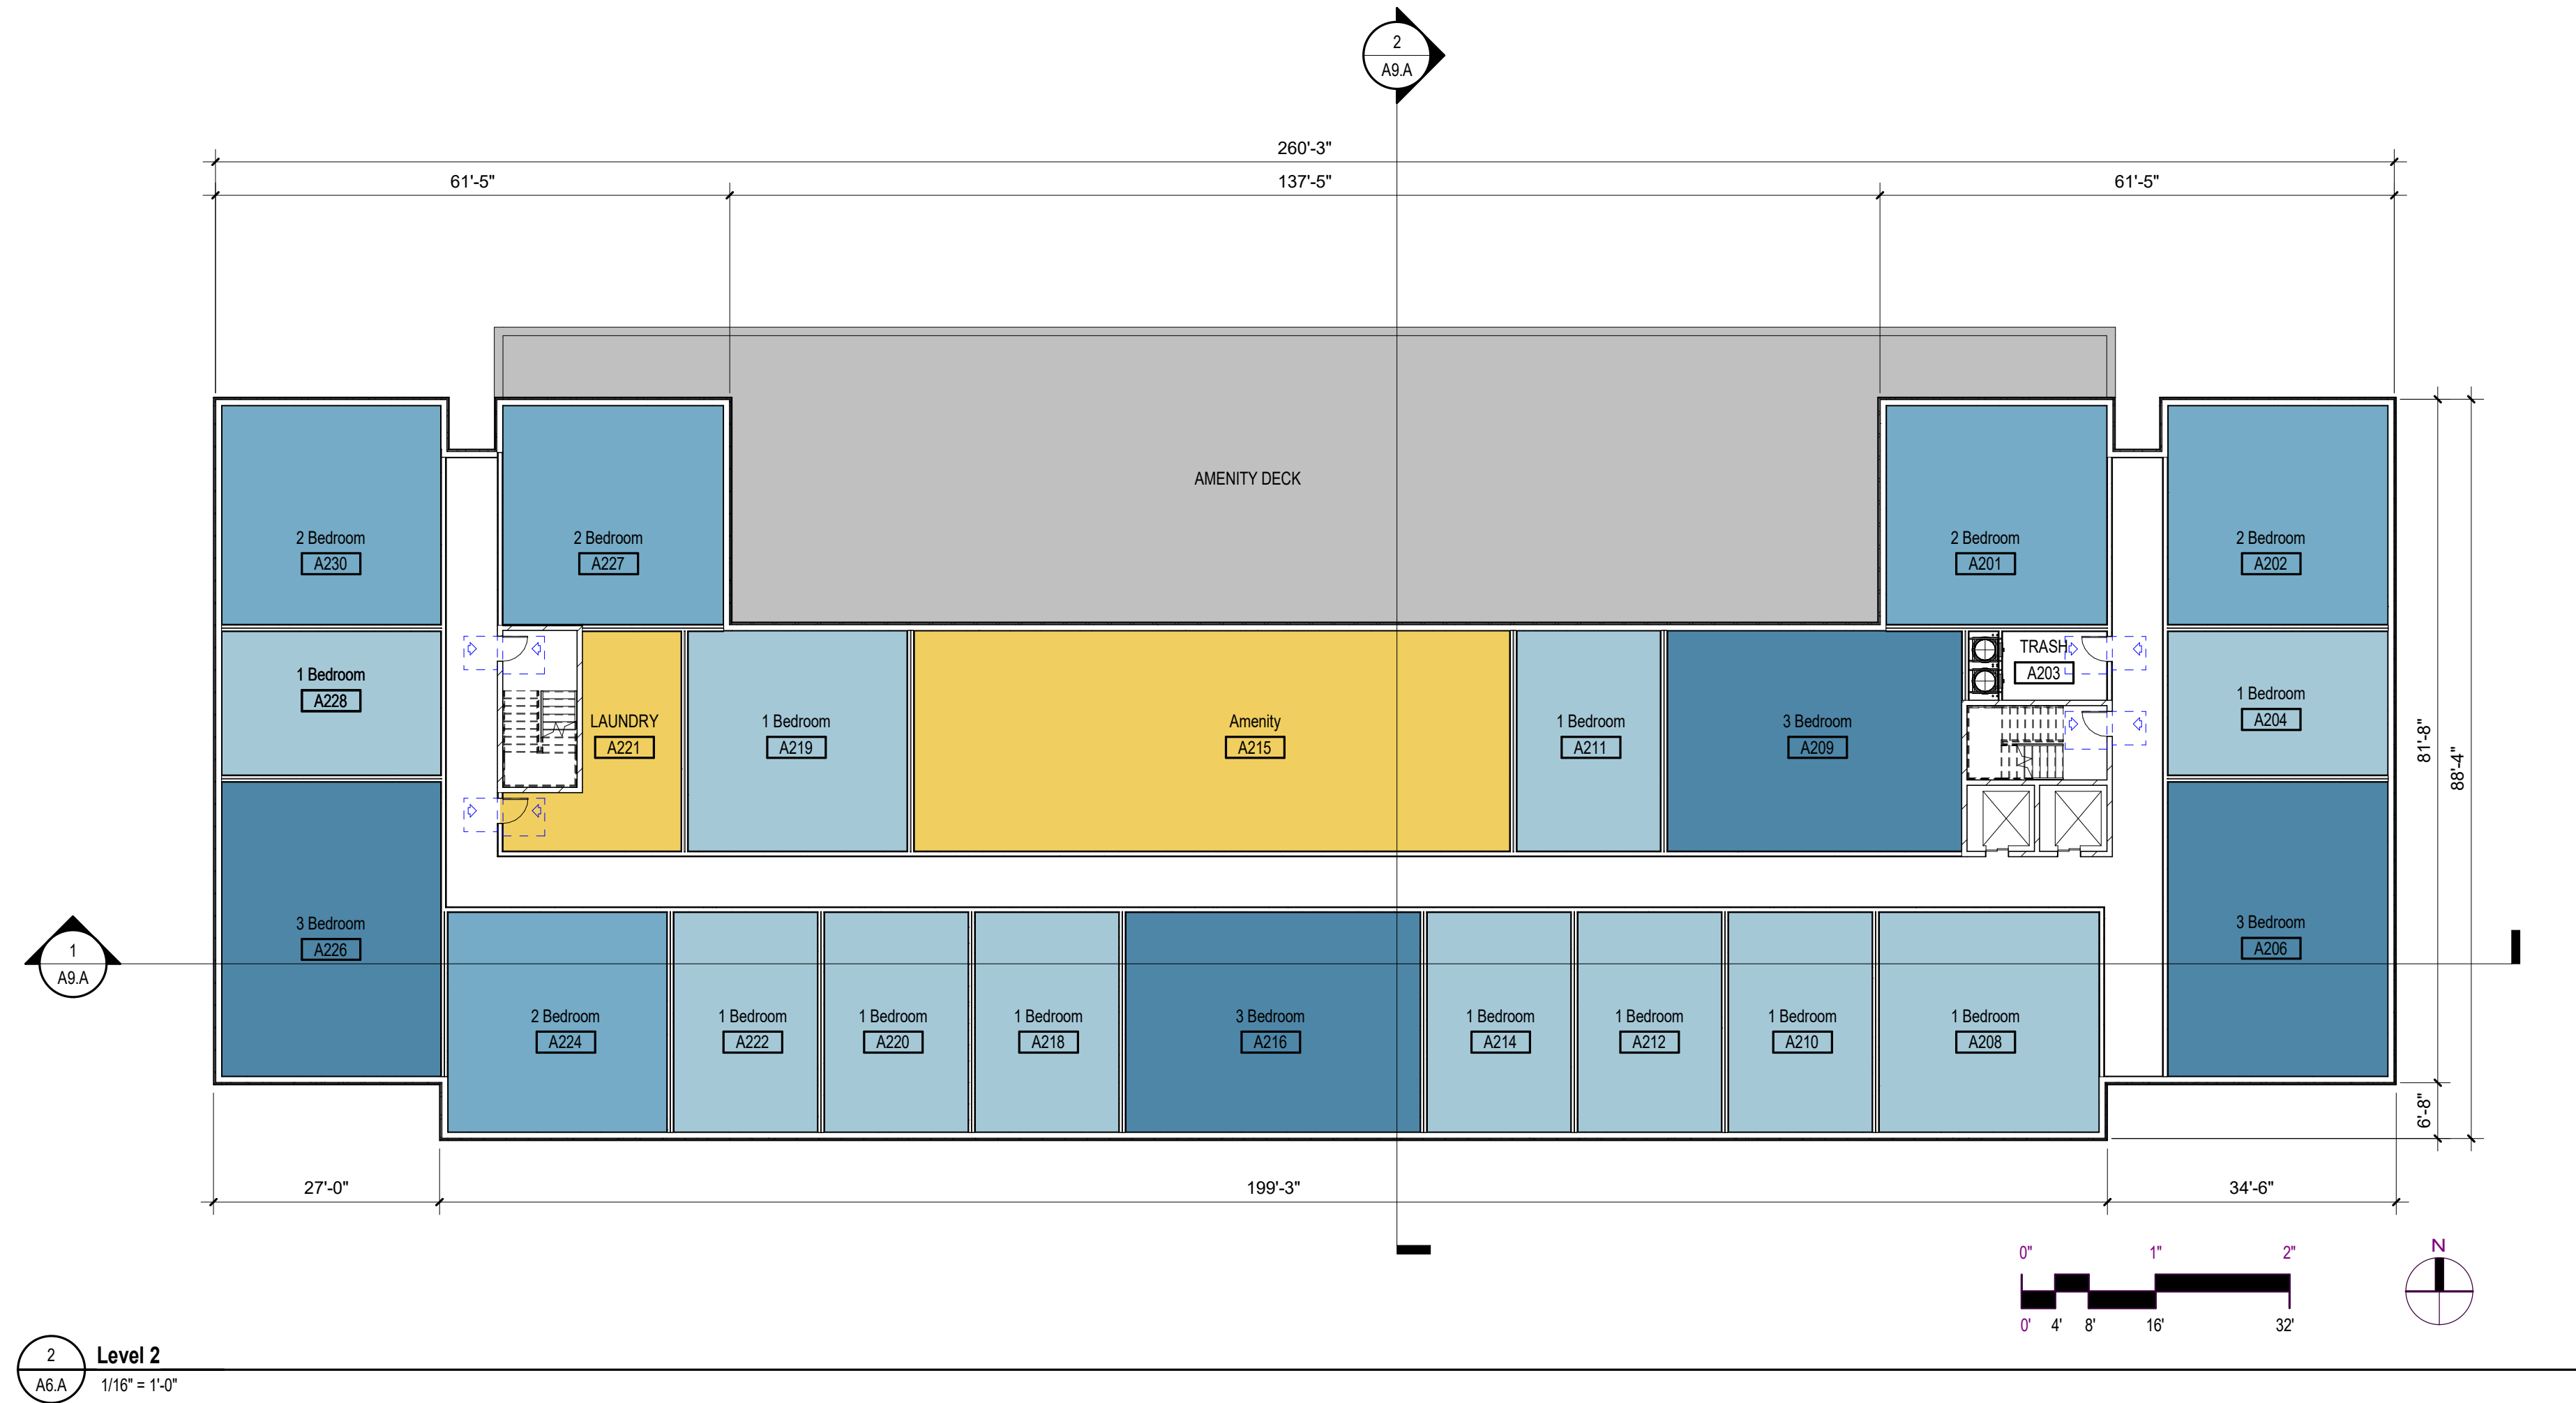 2
A9.A
260'-3"
61'-5"
137'-5"
61'-5"
AMENITY DECK
2 Bedroom
A230
2 Bedroom
A227
2 Bedroom
A201
2 Bedroom
A202
1 Bedroom
A228
LAUNDRY
A221
1 Bedroom
A219
Amenity
A215
1 Bedroom
A211
3 Bedroom
A209
TRASH
A203
1 Bedroom
A204
81'-8"
88'-4"
3 Bedroom
A226
3 Bedroom
A206
1
A9.A
2 Bedroom
A224
1 Bedroom
A222
1 Bedroom
A220
1 Bedroom
A218
3 Bedroom
A216
1 Bedroom
A214
1 Bedroom
A212
1 Bedroom
A210
1 Bedroom
A208
6'-8"
27'-0"
199'-3"
34'-6"
0" 1" 2"
0' 4' 8' 16' 32'
N
2
A6.A
Level 2
1/16" = 1'-0"